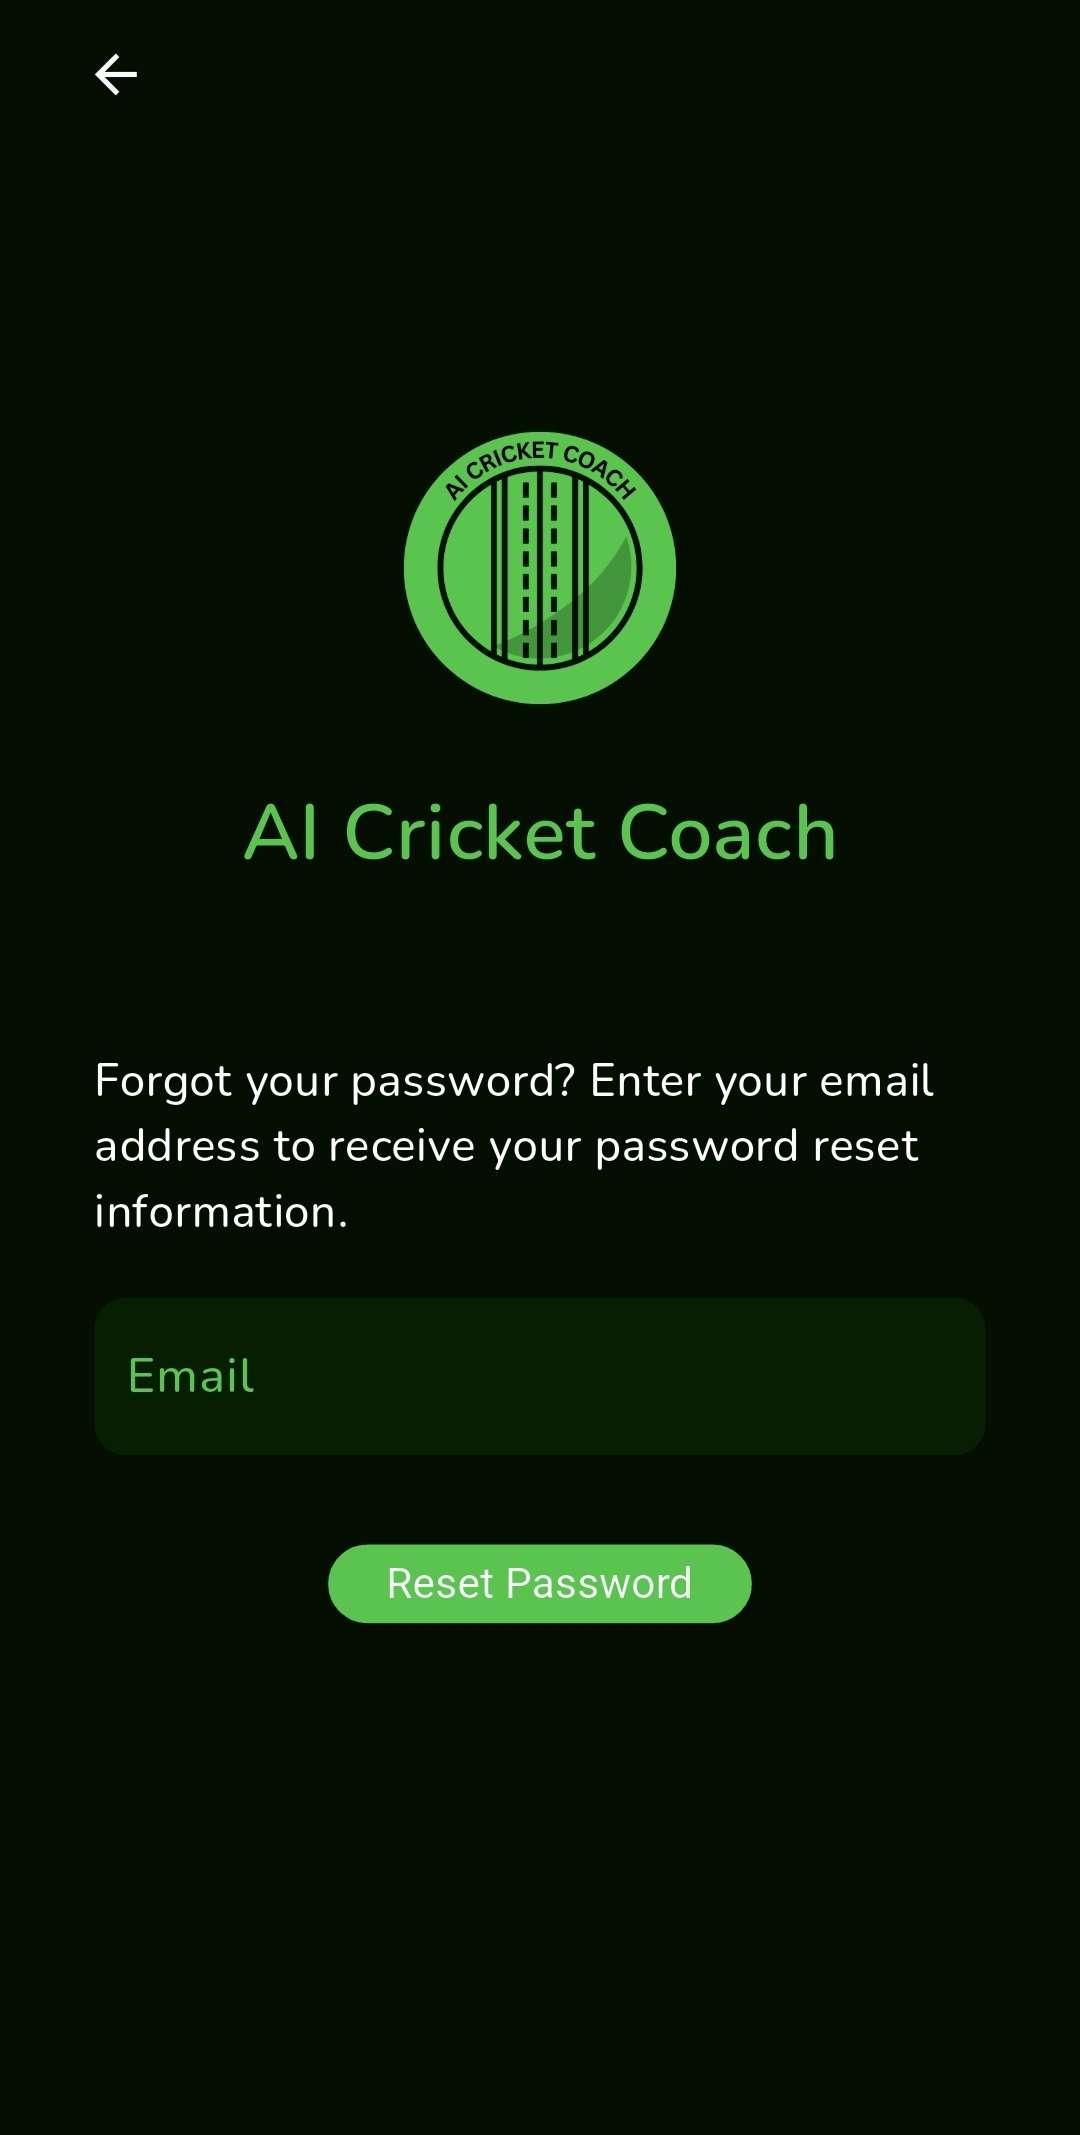 AI CRICKET COACH
AI Cricket Coach
Forgot your password? Enter your email
address to receive your password reset
information.
Email
Reset Password